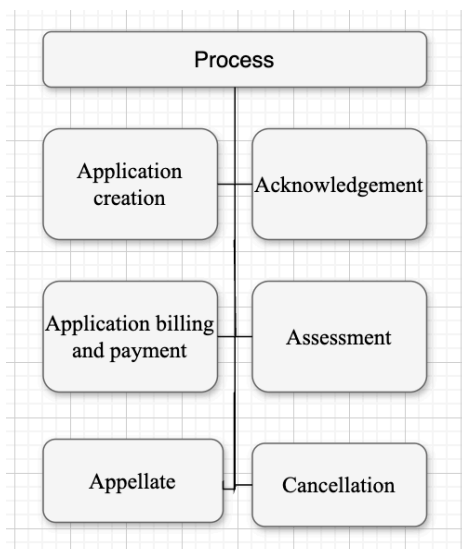 Process
Application
creation
Acknowledgement
Application billing
and payment
Assessment
Appellate
Cancellation